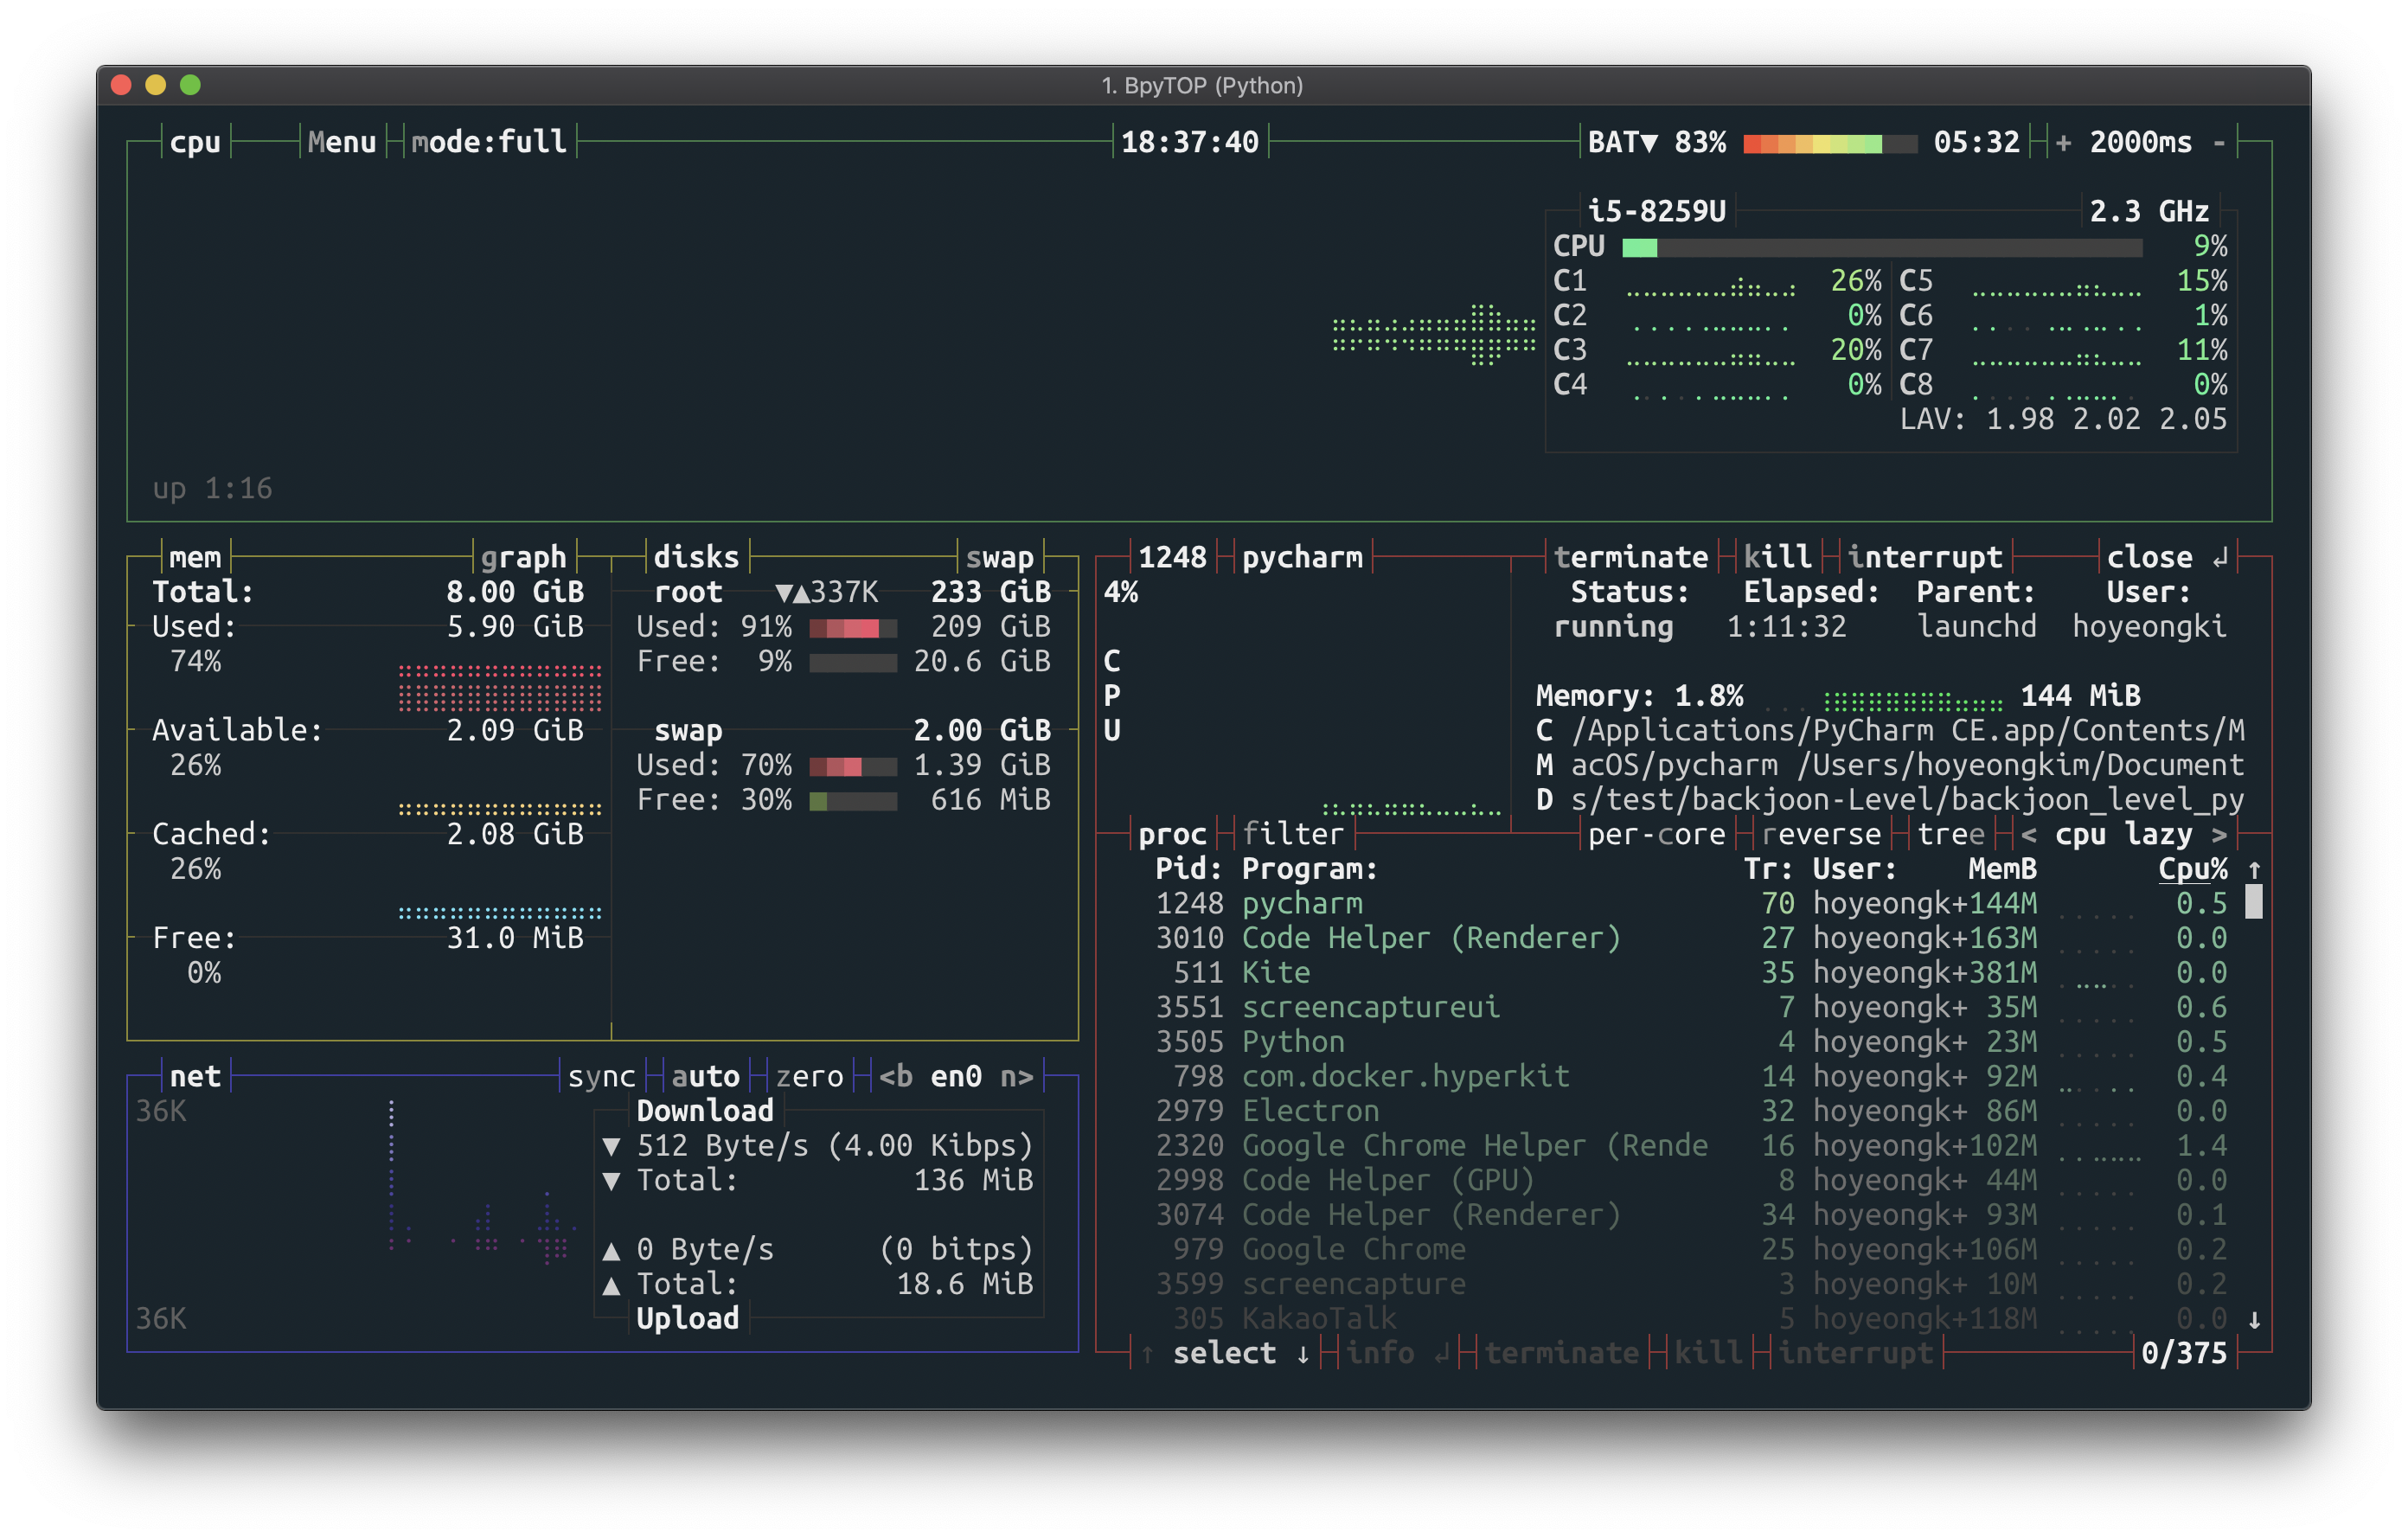 1. BpyTOP (Python)
cpu Menu mode:full 18:37:40 BAT▼ 83% 05:32 + 2000ms -
i5-8259U 2.3 GHz
CPU 9%
C1 26% C5 15%
C2 0% C6 1%
C3 20% C7 11%
C4 0% C8 0%
LAV: 1.98 2.02 2.05
up 1:16
mem graph disks swap
Total: 8.00 GiB root ▼▲337K 233 GiB
Used: 5.90 GiB Used: 91% 209 GiB
74% Free: 9% 20.6 GiB
Available: 2.09 GiB swap 2.00 GiB
26% Used: 70% 1.39 GiB
Free: 30% 616 MiB
Cached: 2.08 GiB
26%
Free: 31.0 MiB
0%
1248 pycharm terminate kill interrupt close ↲
4% Status: Elapsed: Parent: User:
running 1:11:32 launchd hoyeongki
C
P Memory: 1.8% 144 MiB
U C /Applications/PyCharm CE.app/Contents/M
M acOS/pycharm /Users/hoyeongkim/Document
D s/test/backjoon-Level/backjoon_level_py
proc filter per-core reverse tree < cpu lazy >
Pid: Program: Tr: User: MemB Cpu% ↑
1248 pycharm 70 hoyeongk+144M 0.5
3010 Code Helper (Renderer) 27 hoyeongk+163M 0.0
511 Kite 35 hoyeongk+381M 0.0
3551 screencaptureui 7 hoyeongk+ 35M 0.6
3505 Python 4 hoyeongk+ 23M 0.5
798 com.docker.hyperkit 14 hoyeongk+ 92M 0.4
2979 Electron 32 hoyeongk+ 86M 0.0
2320 Google Chrome Helper (Rende 16 hoyeongk+102M 1.4
2998 Code Helper (GPU) 8 hoyeongk+ 44M 0.0
3074 Code Helper (Renderer) 34 hoyeongk+ 93M 0.1
979 Google Chrome 25 hoyeongk+106M 0.2
3599 screencapture 3 hoyeongk+ 10M 0.2
305 KakaoTalk 5 hoyeongk+118M 0.0 ↓
↑ select ↓ info ↲ terminate kill interrupt 0/375
net sync auto zero <b en0 n>
36K Download
▼ 512 Byte/s (4.00 Kibps)
▼ Total: 136 MiB
▲ 0 Byte/s (0 bitps)
▲ Total: 18.6 MiB
36K Upload